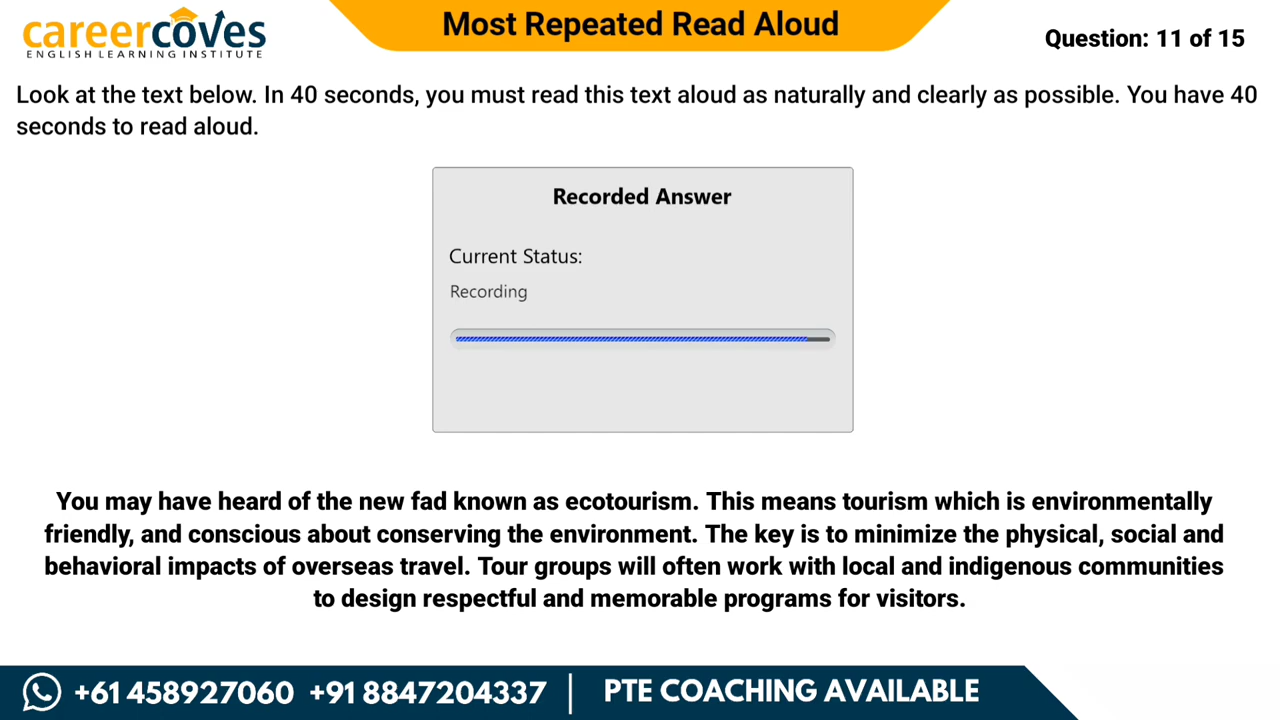 careercoves
ENGLISH LEARNING INSTITUTE
Most Repeated Read Aloud
Question: 11 of 15
Look at the text below. In 40 seconds, you must read this text aloud as naturally and clearly as possible. You have 40
seconds to read aloud.
Recorded Answer
Current Status:
Recording
You may have heard of the new fad known as ecotourism. This means tourism which is environmentally
friendly, and conscious about conserving the environment. The key is to minimize the physical, social and
behavioral impacts of overseas travel. Tour groups will often work with local and indigenous communities
to design respectful and memorable programs for visitors.
+61 458927060 +91 8847204337 | PTE COACHING AVAILABLE